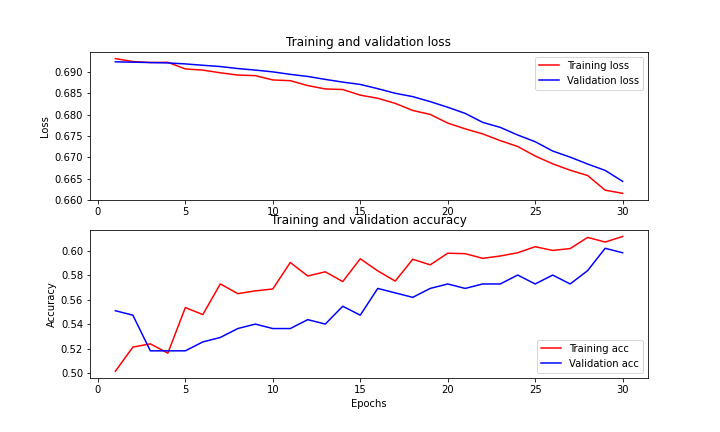 Training and validation loss
Loss
0.690
0.685
0.680
0.675
0.670
0.665
0.660
Training loss
Validation loss
0 5 10 15 20 25 30
Training and validation accuracy
Accuracy
0.60
0.58
0.56
0.54
0.52
0.50
Training acc
Validation acc
0 5 10 15 20 25 30
Epochs